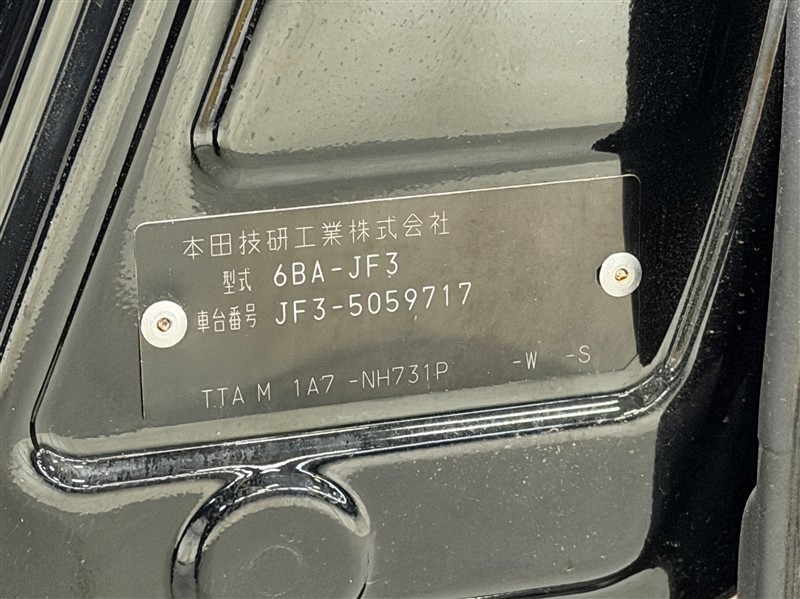 本田技研工業株式会社
型式 6BA-JF3
車台番号 JF3-5059717
TTA M 1A7 -NH731P -W -S